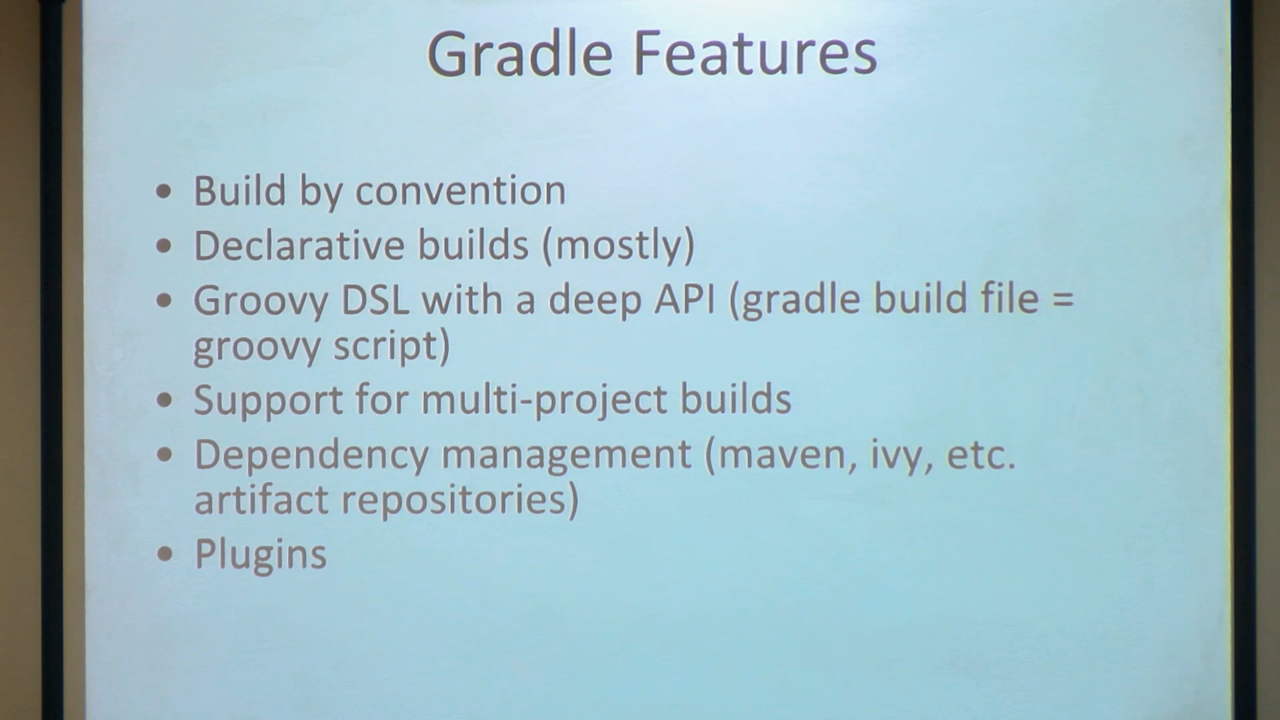 Gradle Features
• Build by convention
• Declarative builds (mostly)
• Groovy DSL with a deep API (gradle build file =
groovy script)
• Support for multi-project builds
• Dependency management (maven, ivy, etc.
artifact repositories)
• Plugins